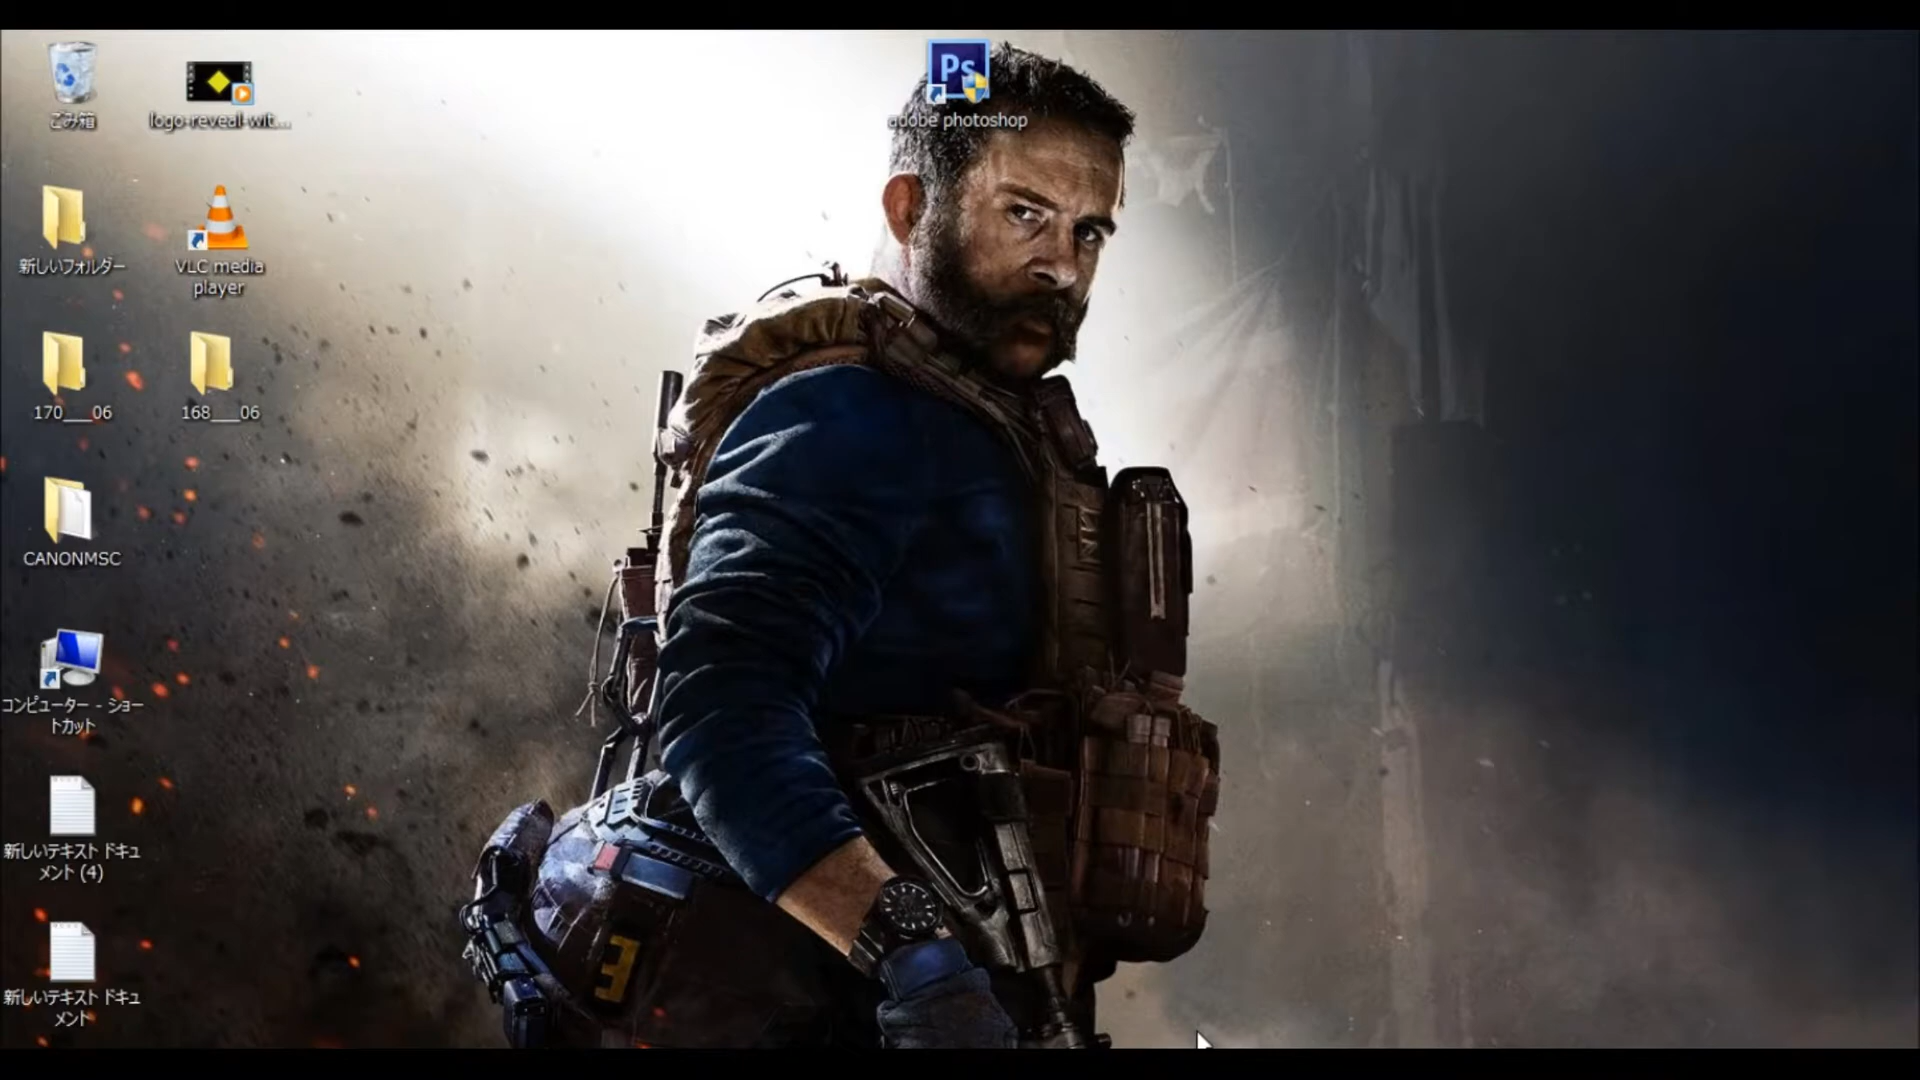 ごみ箱
logo-reveal-wit...
Ps
adobe photoshop
新しいフォルダー
VLC media
player
170___06
168___06
CANONMSC
コンピューター - ショー
トカット
新しいテキスト ドキュ
メント (4)
新しいテキスト ドキュ
メント
3